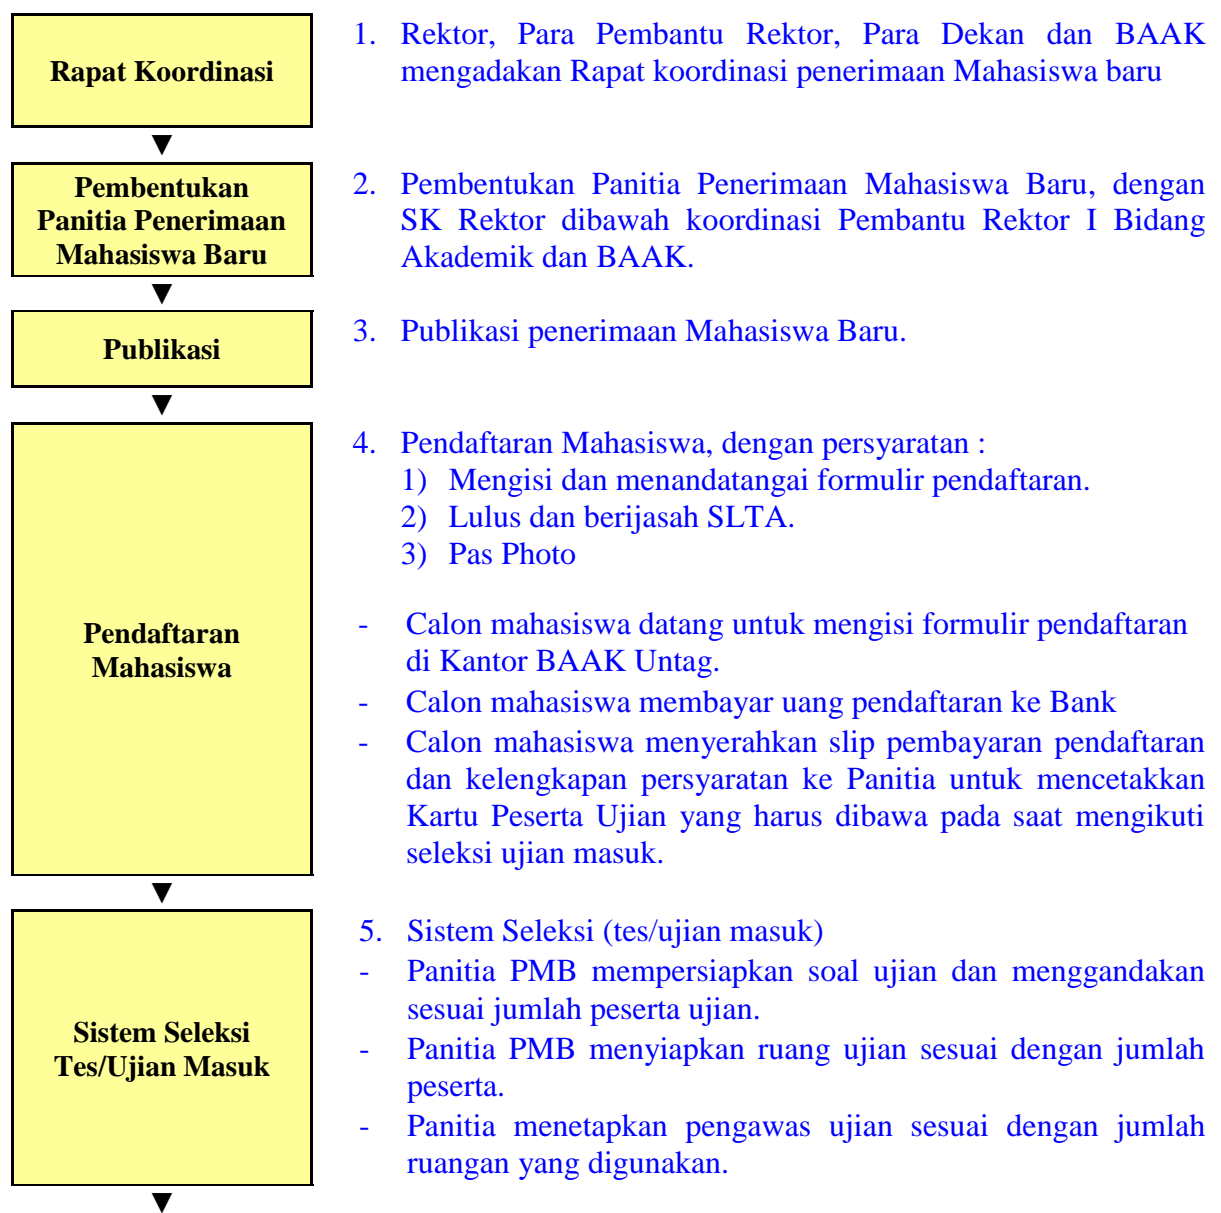 Rapat Koordinasi
1. Rektor, Para Pembantu Rektor, Para Dekan dan BAAK
mengadakan Rapat koordinasi penerimaan Mahasiswa baru
▼
Pembentukan
Panitia Penerimaan
Mahasiswa Baru
2. Pembentukan Panitia Penerimaan Mahasiswa Baru, dengan
SK Rektor dibawah koordinasi Pembantu Rektor I Bidang
Akademik dan BAAK.
▼
Publikasi
3. Publikasi penerimaan Mahasiswa Baru.
▼
Pendaftaran
Mahasiswa
4. Pendaftaran Mahasiswa, dengan persyaratan :
1) Mengisi dan menandatangai formulir pendaftaran.
2) Lulus dan berijasah SLTA.
3) Pas Photo
- Calon mahasiswa datang untuk mengisi formulir pendaftaran
di Kantor BAAK Untag.
- Calon mahasiswa membayar uang pendaftaran ke Bank
- Calon mahasiswa menyerahkan slip pembayaran pendaftaran
dan kelengkapan persyaratan ke Panitia untuk mencetakkan
Kartu Peserta Ujian yang harus dibawa pada saat mengikuti
seleksi ujian masuk.
▼
Sistem Seleksi
Tes/Ujian Masuk
5. Sistem Seleksi (tes/ujian masuk)
- Panitia PMB mempersiapkan soal ujian dan menggandakan
sesuai jumlah peserta ujian.
- Panitia PMB menyiapkan ruang ujian sesuai dengan jumlah
peserta.
- Panitia menetapkan pengawas ujian sesuai dengan jumlah
ruangan yang digunakan.
▼